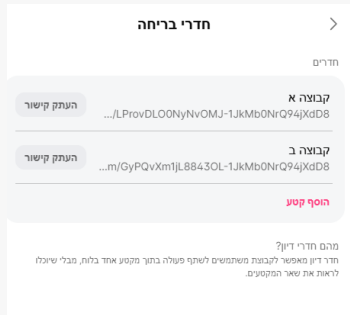 חדרי בריחה
חדרים
קבוצה א
.../LProvDLO0NyNvOMJ-1JkMb0NrQ94jXdD8
העתק קישור
קבוצה ב
...m/GyPQvXm1jL8843OL-1JkMb0NrQ94jXdD8
העתק קישור
הוסף קטע
מהם חדרי דיון?
חדר דיון מאפשר לקבוצת משתמשים לשתף פעולה בתוך מקטע אחד בלוח, מבלי שיוכלו
לראות את שאר המקטעים.